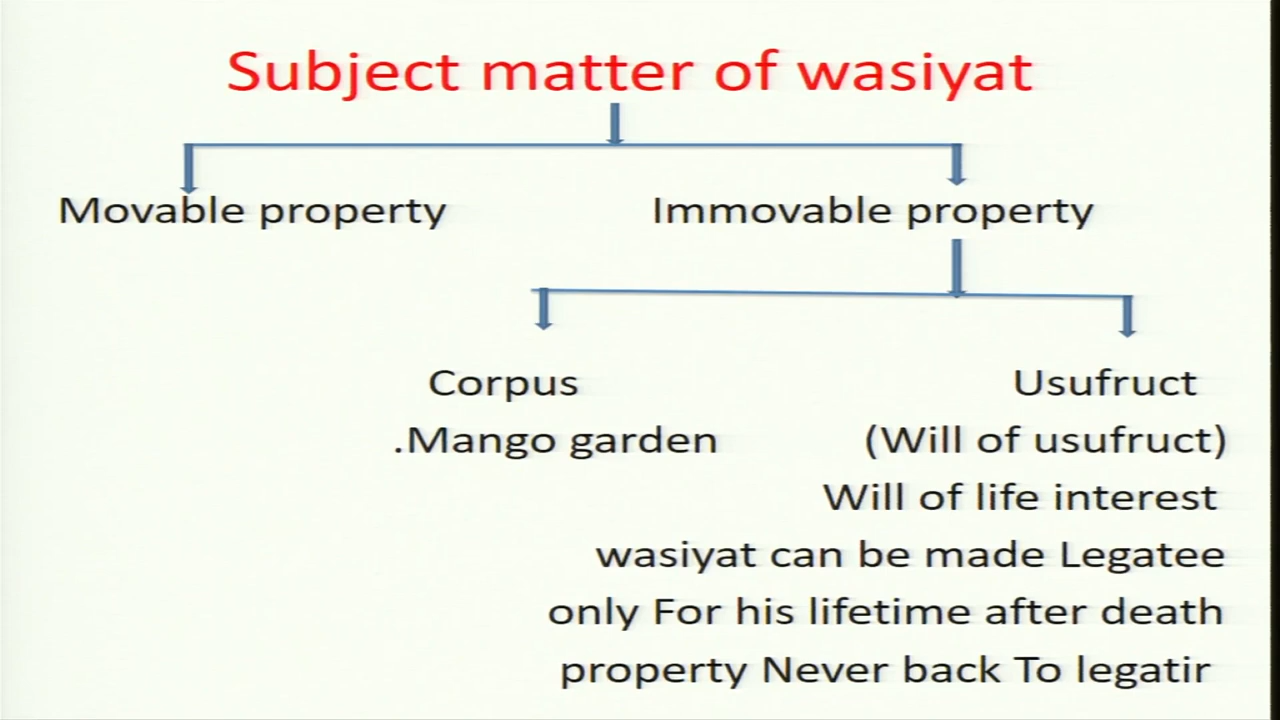 Subject matter of wasiyat
Movable property
Immovable property
Corpus
Usufruct
.Mango garden
(Will of usufruct)
Will of life interest
wasiyat can be made Legatee
only For his lifetime after death
property Never back To legatir